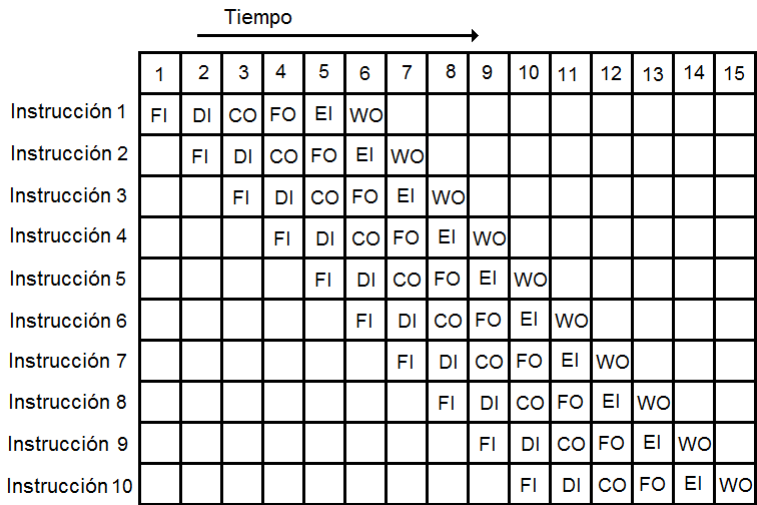 Tiempo
1 2 3 4 5 6 7 8 9 10 11 12 13 14 15
Instrucción 1 FI DI CO FO EI WO
Instrucción 2 FI DI CO FO EI WO
Instrucción 3 FI DI CO FO EI WO
Instrucción 4 FI DI CO FO EI WO
Instrucción 5 FI DI CO FO EI WO
Instrucción 6 FI DI CO FO EI WO
Instrucción 7 FI DI CO FO EI WO
Instrucción 8 FI DI CO FO EI WO
Instrucción 9 FI DI CO FO EI WO
Instrucción 10 FI DI CO FO EI WO